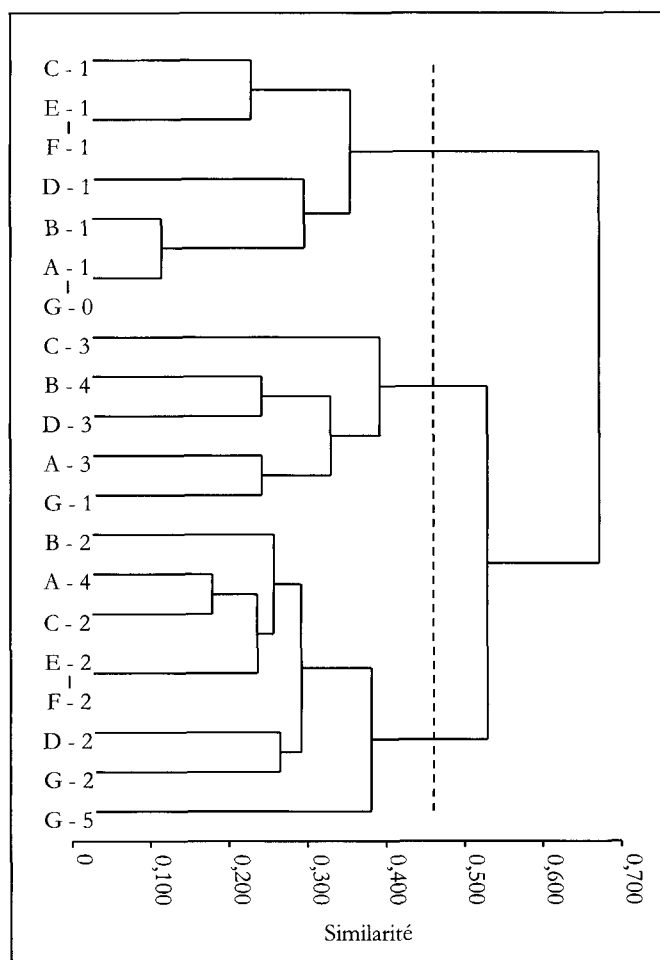 C - 1
E - 1
F - 1
D - 1
B - 1
A - 1
G - 0
C - 3
B - 4
D - 3
A - 3
G - 1
B - 2
A - 4
C - 2
E - 2
F - 2
D - 2
G - 2
G - 5
0
0,100
0,200
0,300
0,400
0,500
0,600
0,700
Similarité